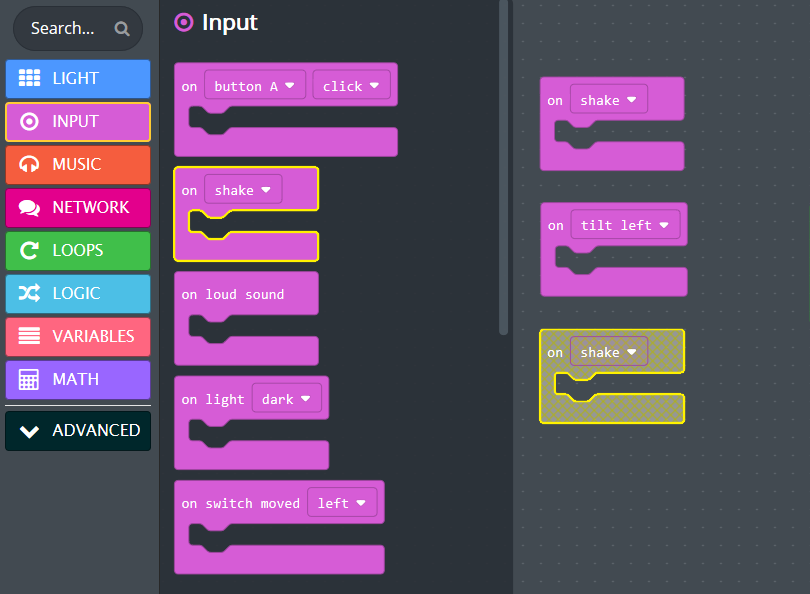 Search...
LIGHT
INPUT
MUSIC
NETWORK
LOOPS
LOGIC
VARIABLES
MATH
ADVANCED
Input
on button A click
on shake
on loud sound
on light dark
on switch moved left
on shake
on tilt left
on shake